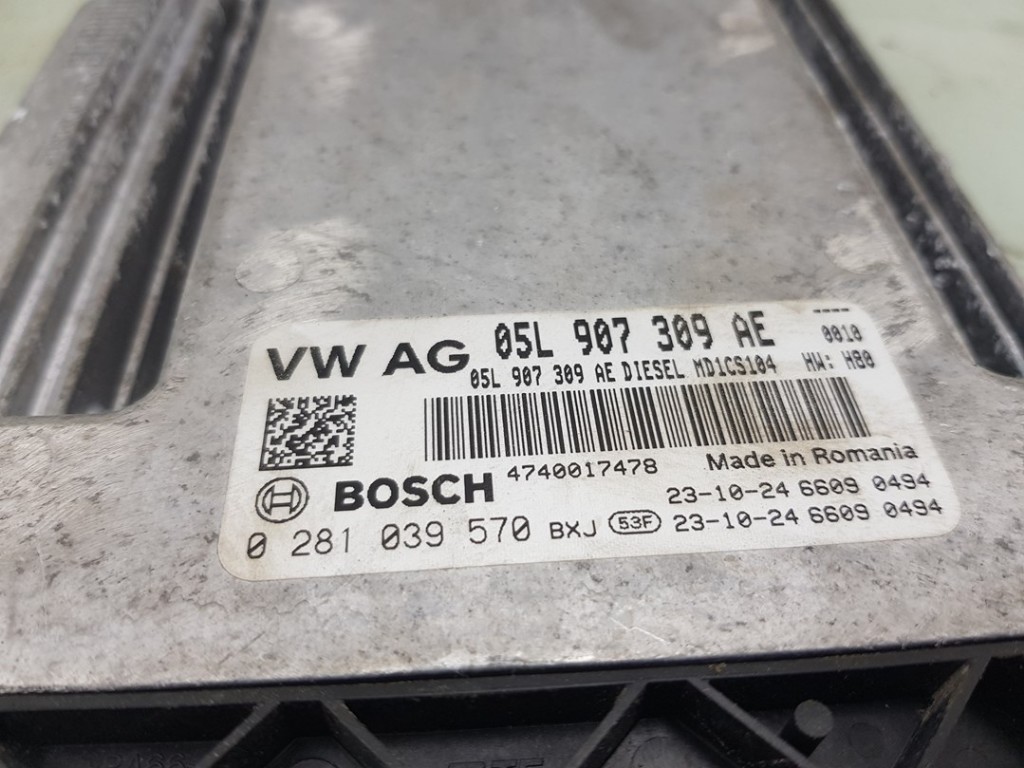 VW AG 05L 907 309 AE ----
0010
05L 907 309 AE DIESEL MD1CS104 HW: H80
4740017478 Made in Romania
BOSCH 23-10-24 6609 0494
0 281 039 570 BXJ 53F 23-10-24 6609 0494